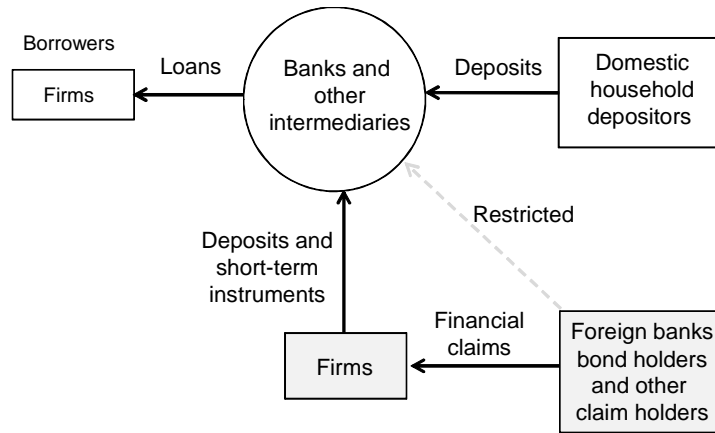 Borrowers
Firms
Loans
Banks and
other
intermediaries
Deposits
Domestic
household
depositors
Restricted
Deposits and
short-term
instruments
Firms
Financial
claims
Foreign banks
bond holders
and other
claim holders